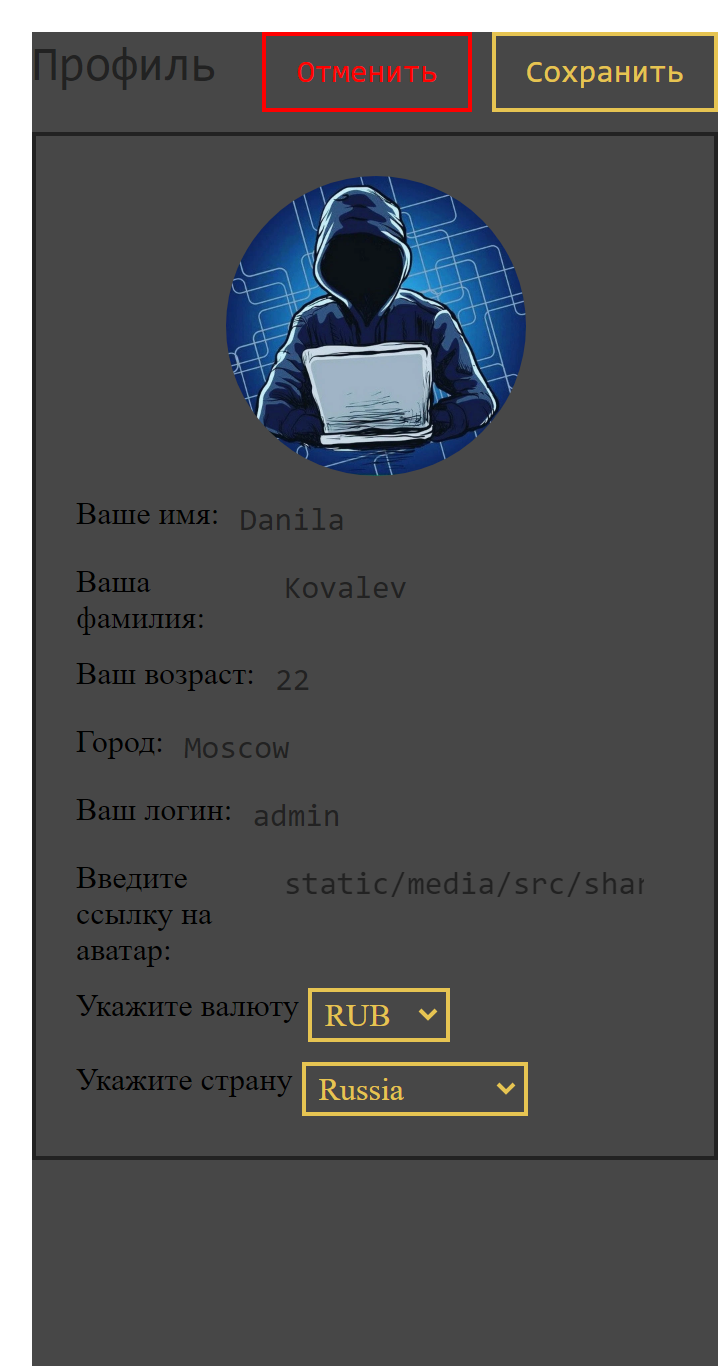 Профиль Отменить Сохранить
Ваше имя: Danila
Ваша Kovalev
фамилия:
Ваш возраст: 22
Город: Moscow
Ваш логин: admin
Введите static/media/src/shar
ссылку на
аватар:
Укажите валюту RUB
Укажите страну Russia